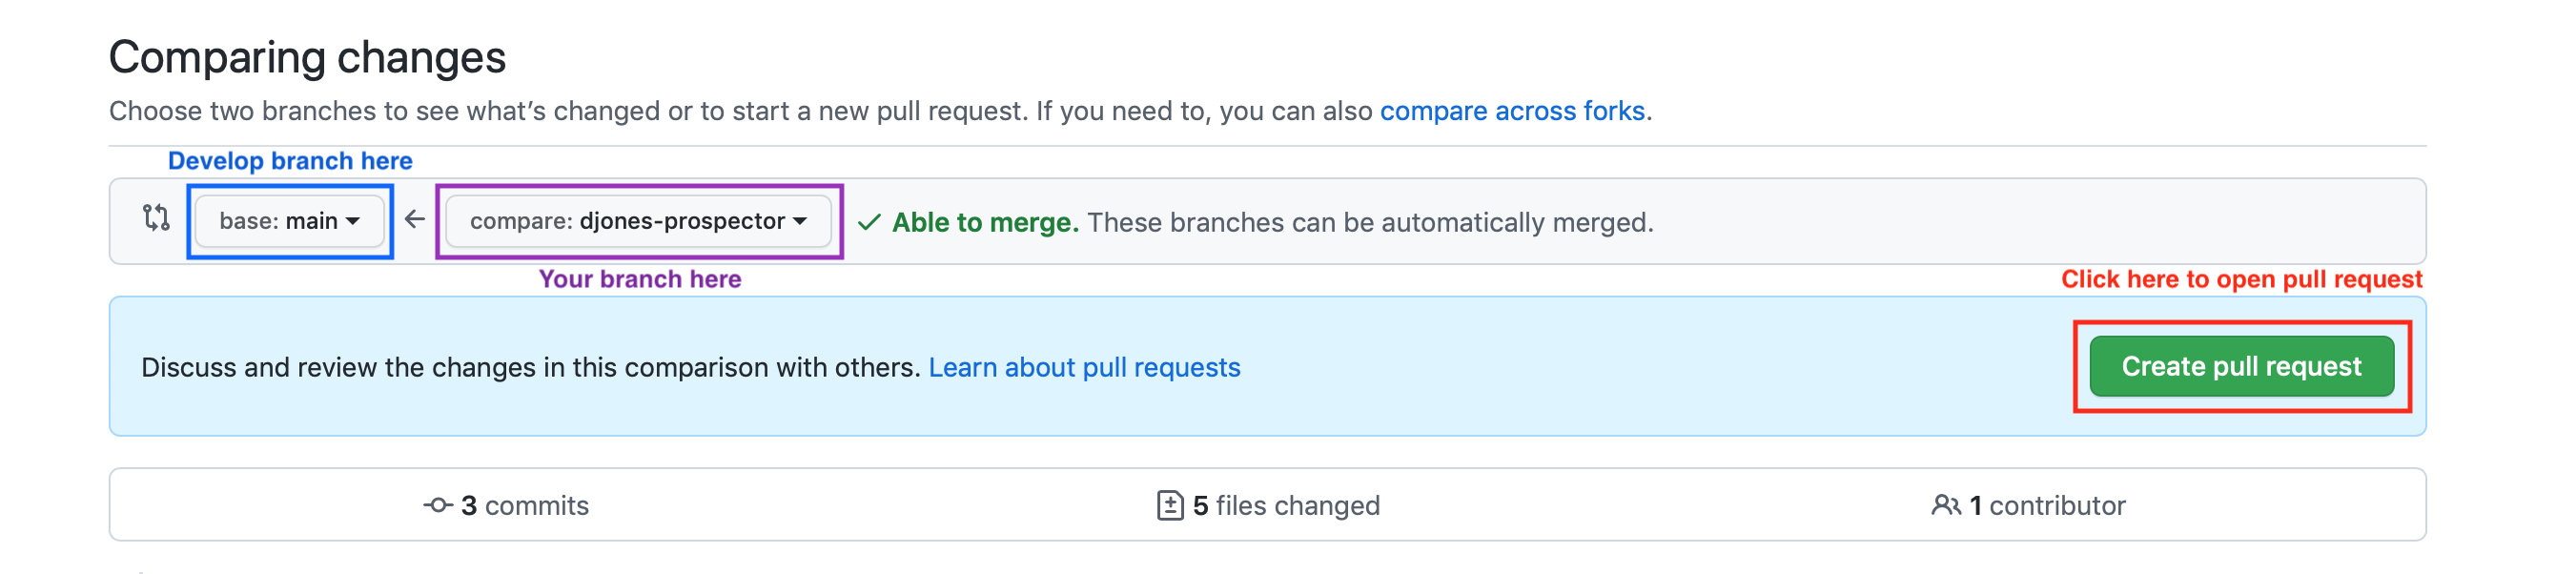 Comparing changes
Choose two branches to see what's changed or to start a new pull request. If you need to, you can also compare across forks.
Develop branch here
base: main compare: djones-prospector Able to merge. These branches can be automatically merged.
Your branch here
Click here to open pull request
Discuss and review the changes in this comparison with others. Learn about pull requests
Create pull request
3 commits
5 files changed
1 contributor